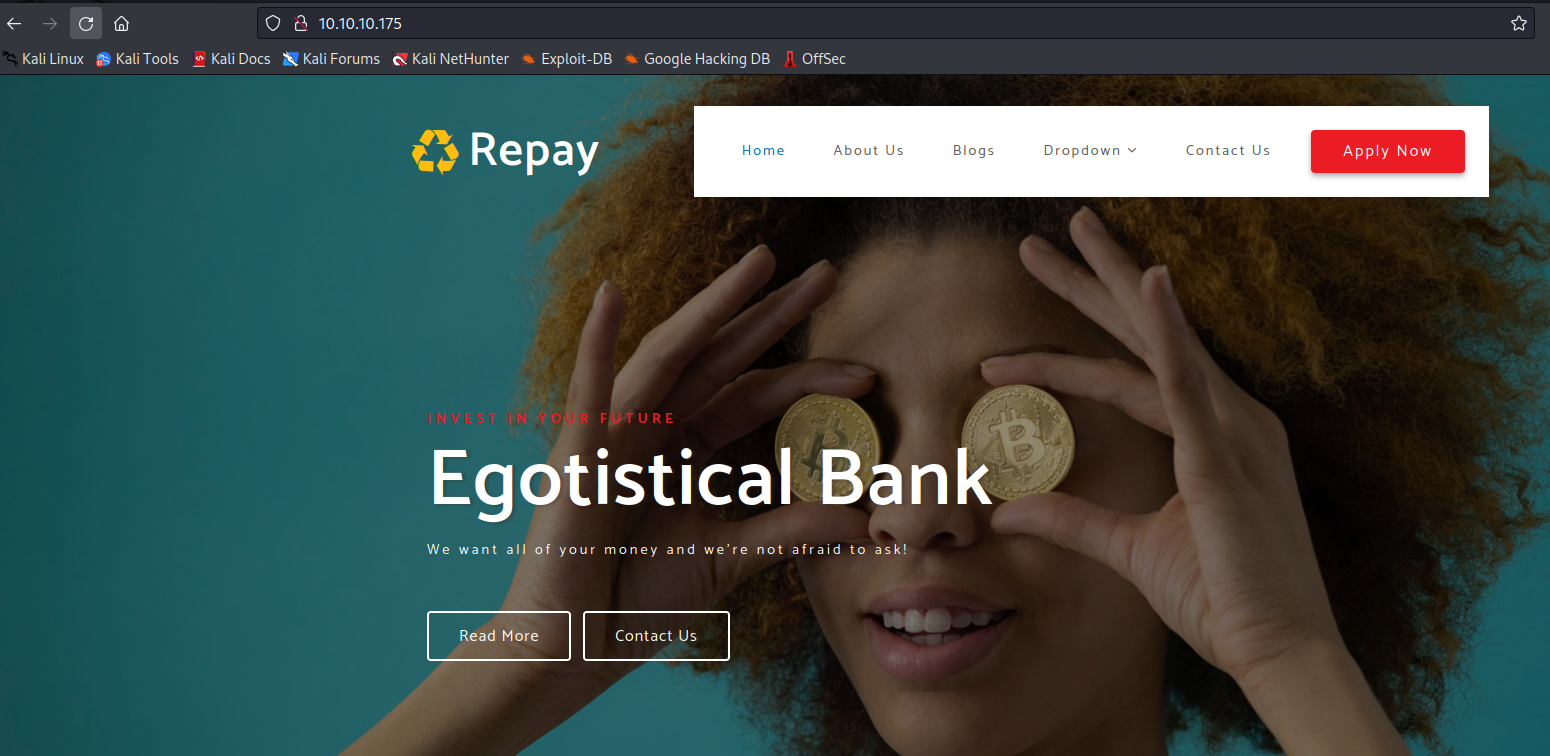 10.10.10.175
Kali Linux Kali Tools Kali Docs Kali Forums Kali NetHunter Exploit-DB Google Hacking DB OffSec
Repay Home About Us Blogs Dropdown Contact Us Apply Now
INVEST IN YOUR FUTURE
Egotistical Bank
We want all of your money and we're not afraid to ask!
Read More Contact Us